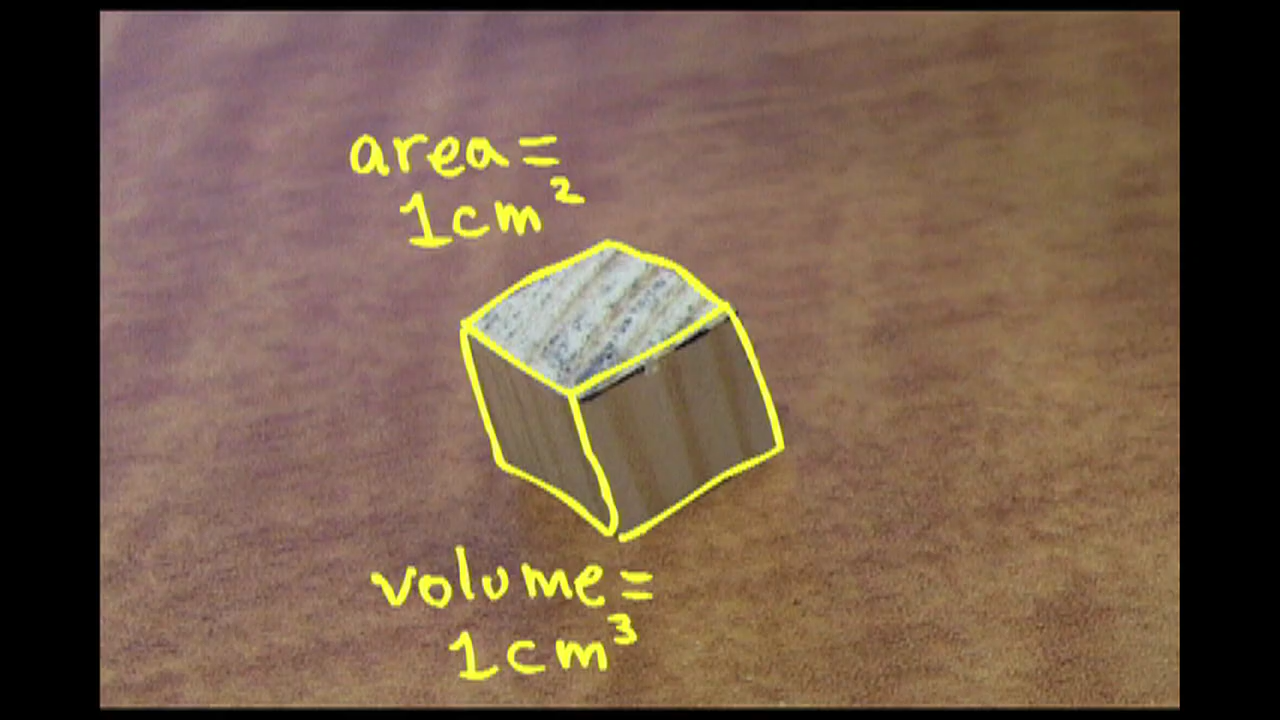 area=
1cm²
volume=
1cm³